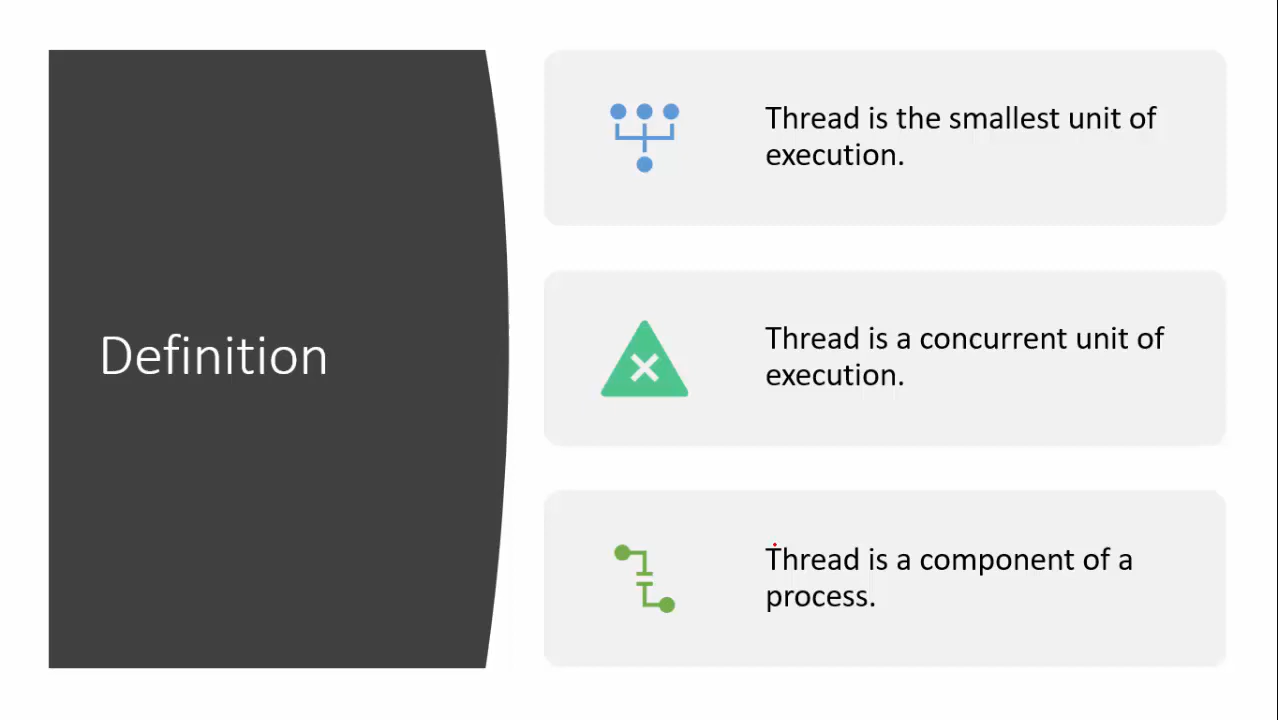 Definition
Thread is the smallest unit of
execution.
Thread is a concurrent unit of
execution.
Thread is a component of a
process.